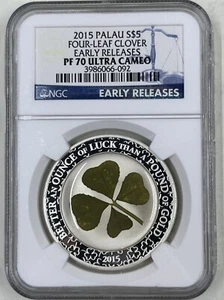 2015 PALAU S$5
FOUR-LEAF CLOVER
EARLY RELEASES
PF 70 ULTRA CAMEO
3986066-092
NGC
EARLY RELEASES
BETTER AN OUNCE OF LUCK THAN A POUND OF GOLD
2015